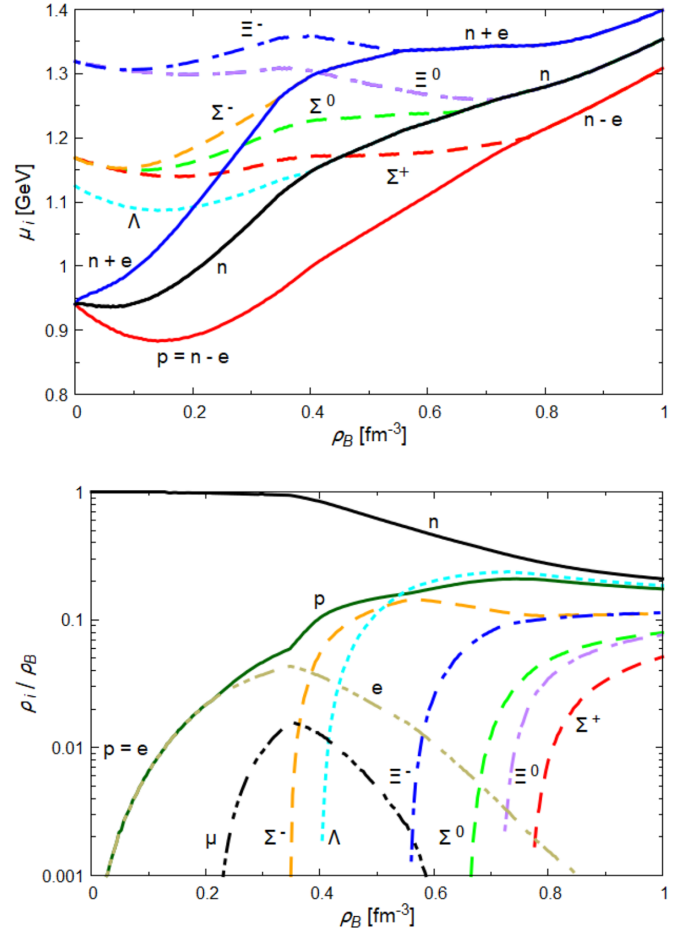 1.4
1.3
1.2
1.1
1
0.9
0.8
μ i [GeV]
Ξ-
n + e
Ξ0
n
Σ-
Σ0
n - e
Σ+
Λ
n + e
n
p = n - e
0 0.2 0.4 0.6 0.8 1
ρB [fm-3]
1
0.1
0.01
0.001
ρ i / ρB
n
p
e
p = e
Σ+
Ξ- Ξ0
μ Σ- Λ Σ0
0 0.2 0.4 0.6 0.8 1
ρB [fm-3]